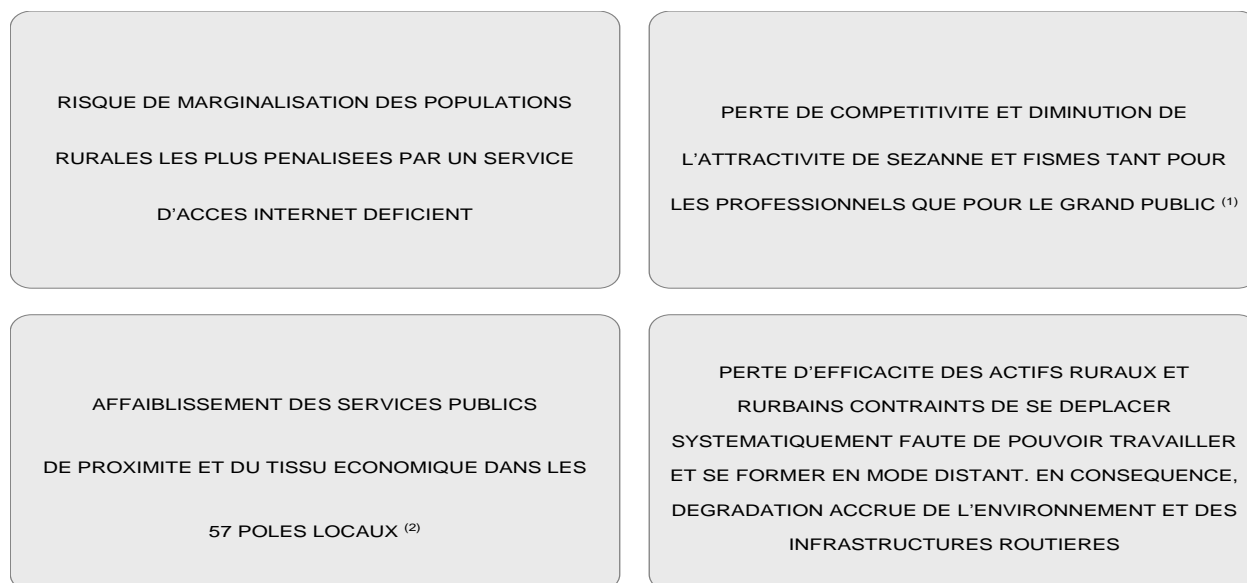 RISQUE DE MARGINALISATION DES POPULATIONS
RURALES LES PLUS PENALISEES PAR UN SERVICE
D'ACCES INTERNET DEFICIENT
PERTE DE COMPETITIVITE ET DIMINUTION DE
L'ATTRACTIVITE DE SEZANNE ET FISMES TANT POUR
LES PROFESSIONNELS QUE POUR LE GRAND PUBLIC (1)
AFFAIBLISSEMENT DES SERVICES PUBLICS
DE PROXIMITE ET DU TISSU ECONOMIQUE DANS LES
57 POLES LOCAUX (2)
PERTE D'EFFICACITE DES ACTIFS RURAUX ET
RURBAINS CONTRAINTS DE SE DEPLACER
SYSTEMATIQUEMENT FAUTE DE POUVOIR TRAVAILLER
ET SE FORMER EN MODE DISTANT. EN CONSEQUENCE,
DEGRADATION ACCRUE DE L'ENVIRONNEMENT ET DES
INFRASTRUCTURES ROUTIERES